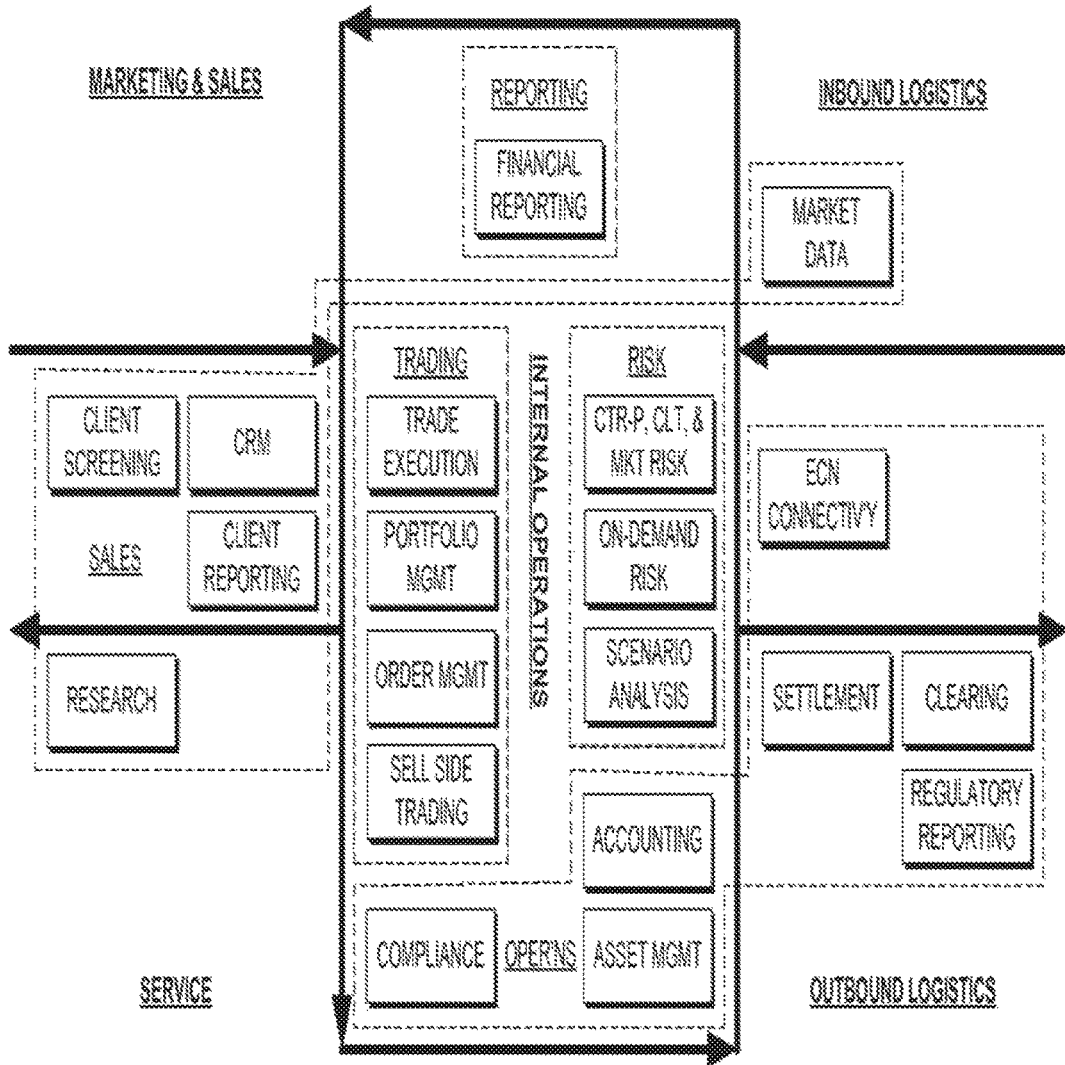 MARKETING & SALES
REPORTING
INBOUND LOGISTICS
FINANCIAL
REPORTING
MARKET
DATA
TRADING
INTERNAL OPERATIONS
RISK
CLIENT
SCREENING
CRM
TRADE
EXECUTION
CTR-P, CLT, &
MKT RISK
ECN
CONNECTIV'Y
SALES
CLIENT
REPORTING
PORTFOLIO
MGMT
ON-DEMAND
RISK
RESEARCH
ORDER MGMT
SCENARIO
ANALYSIS
SETTLEMENT
CLEARING
SELL SIDE
TRADING
ACCOUNTING
REGULATORY
REPORTING
COMPLIANCE
OPER'NS
ASSET MGMT
SERVICE
OUTBOUND LOGISTICS